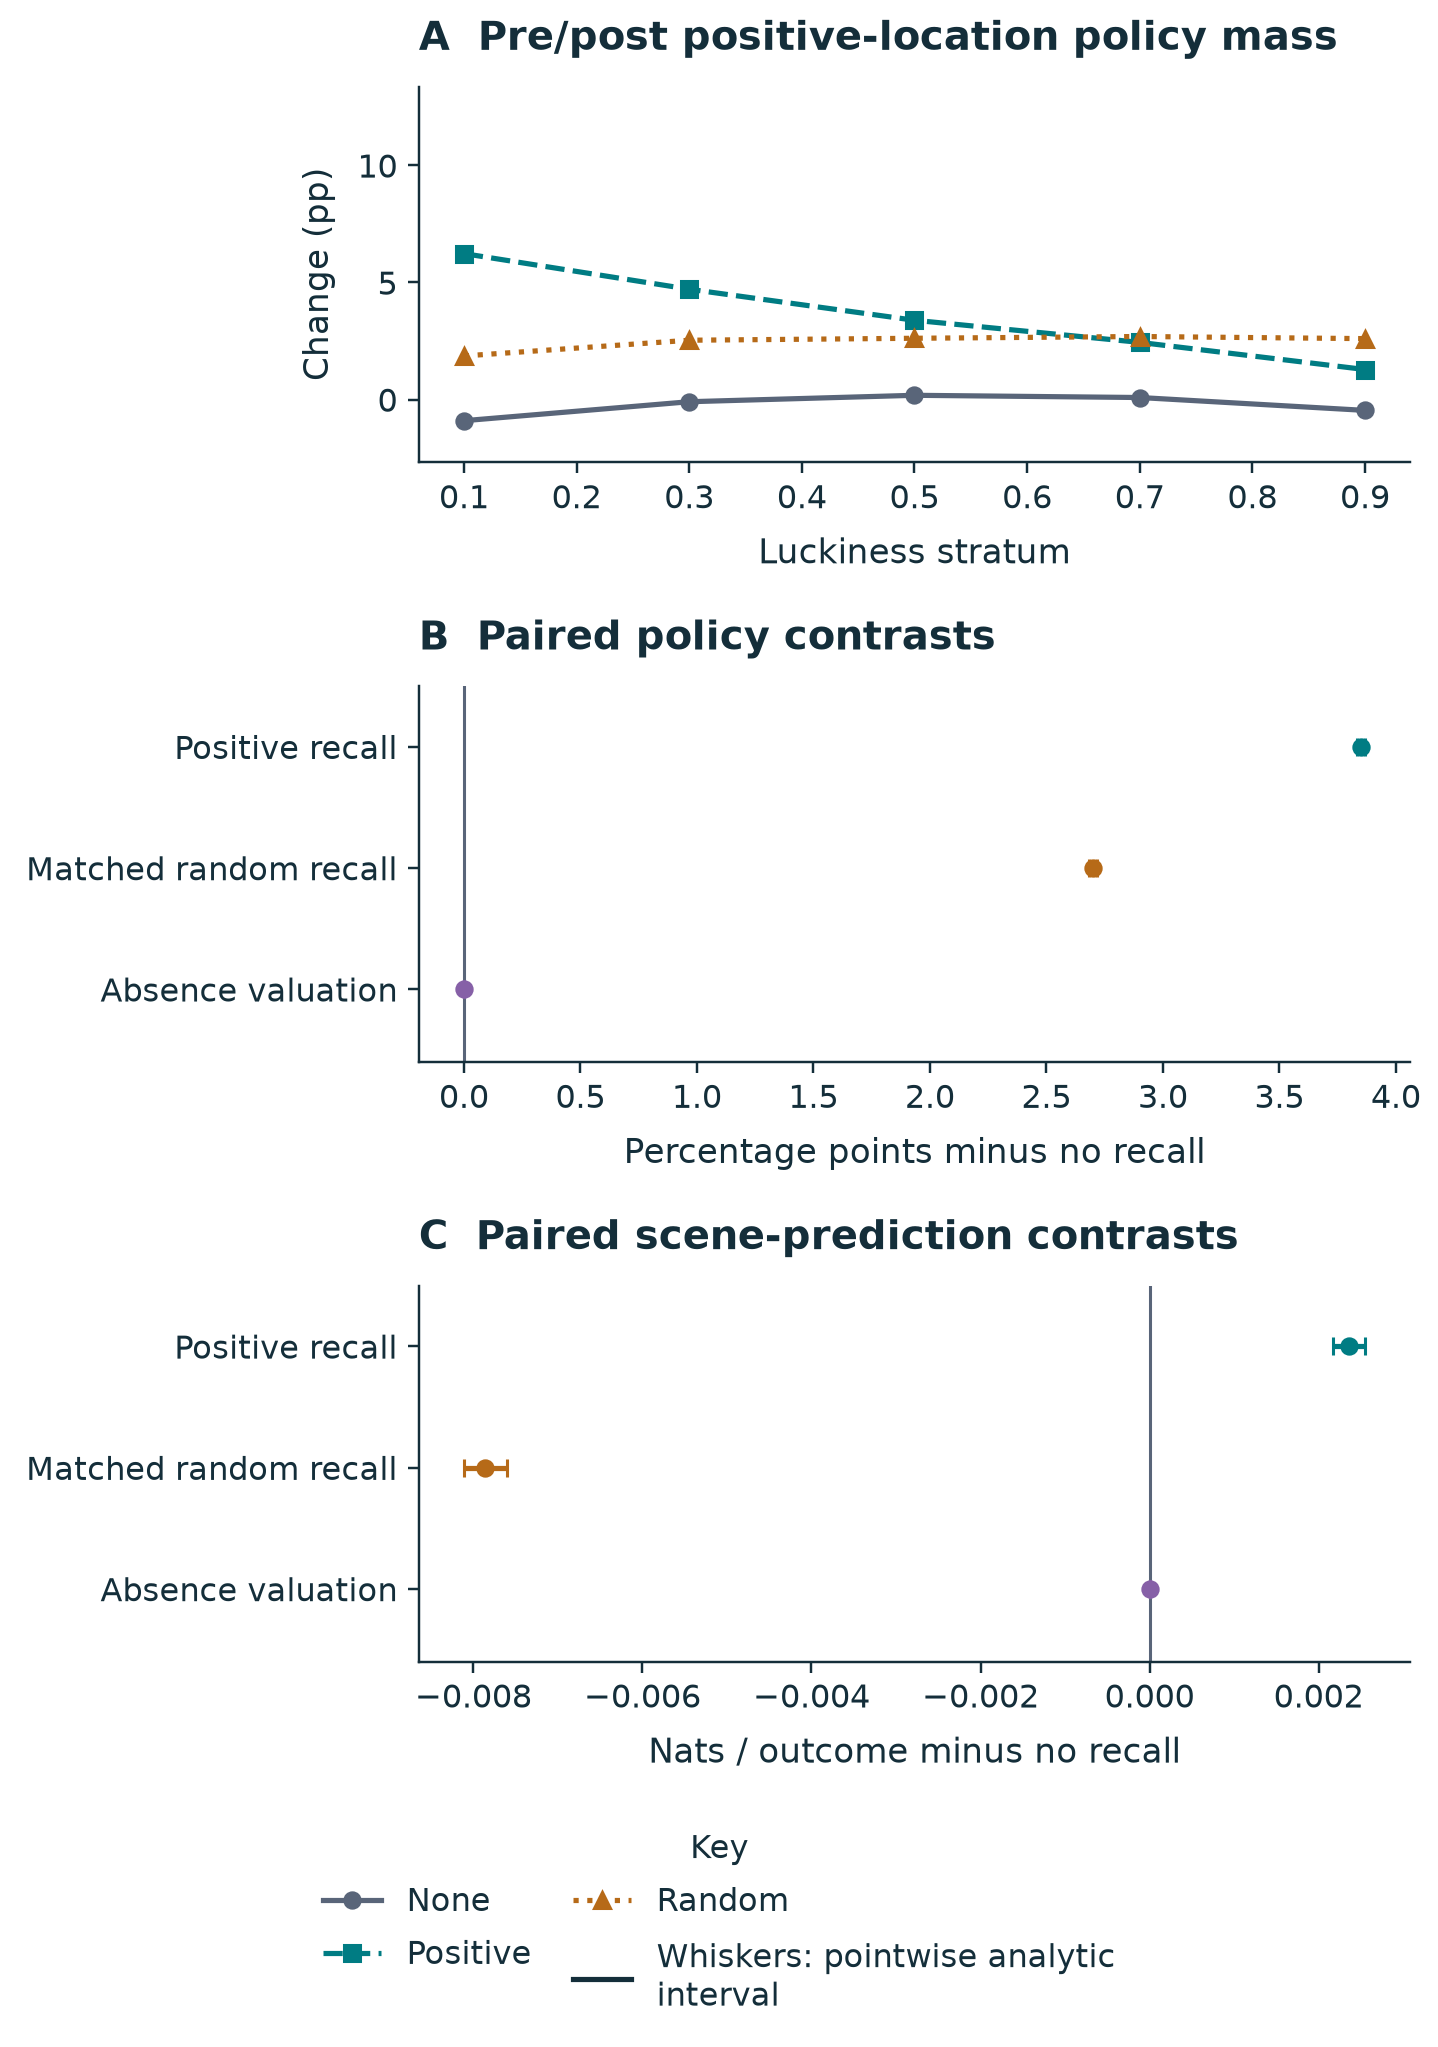 A Pre/post positive-location policy mass
Change (pp)
10
5
0
0.1 0.2 0.3 0.4 0.5 0.6 0.7 0.8 0.9
Luckiness stratum
B Paired policy contrasts
Positive recall
Matched random recall
Absence valuation
0.0 0.5 1.0 1.5 2.0 2.5 3.0 3.5 4.0
Percentage points minus no recall
C Paired scene-prediction contrasts
Positive recall
Matched random recall
Absence valuation
−0.008 −0.006 −0.004 −0.002 0.000 0.002
Nats / outcome minus no recall
Key
None
Positive
Random
Whiskers: pointwise analytic
interval